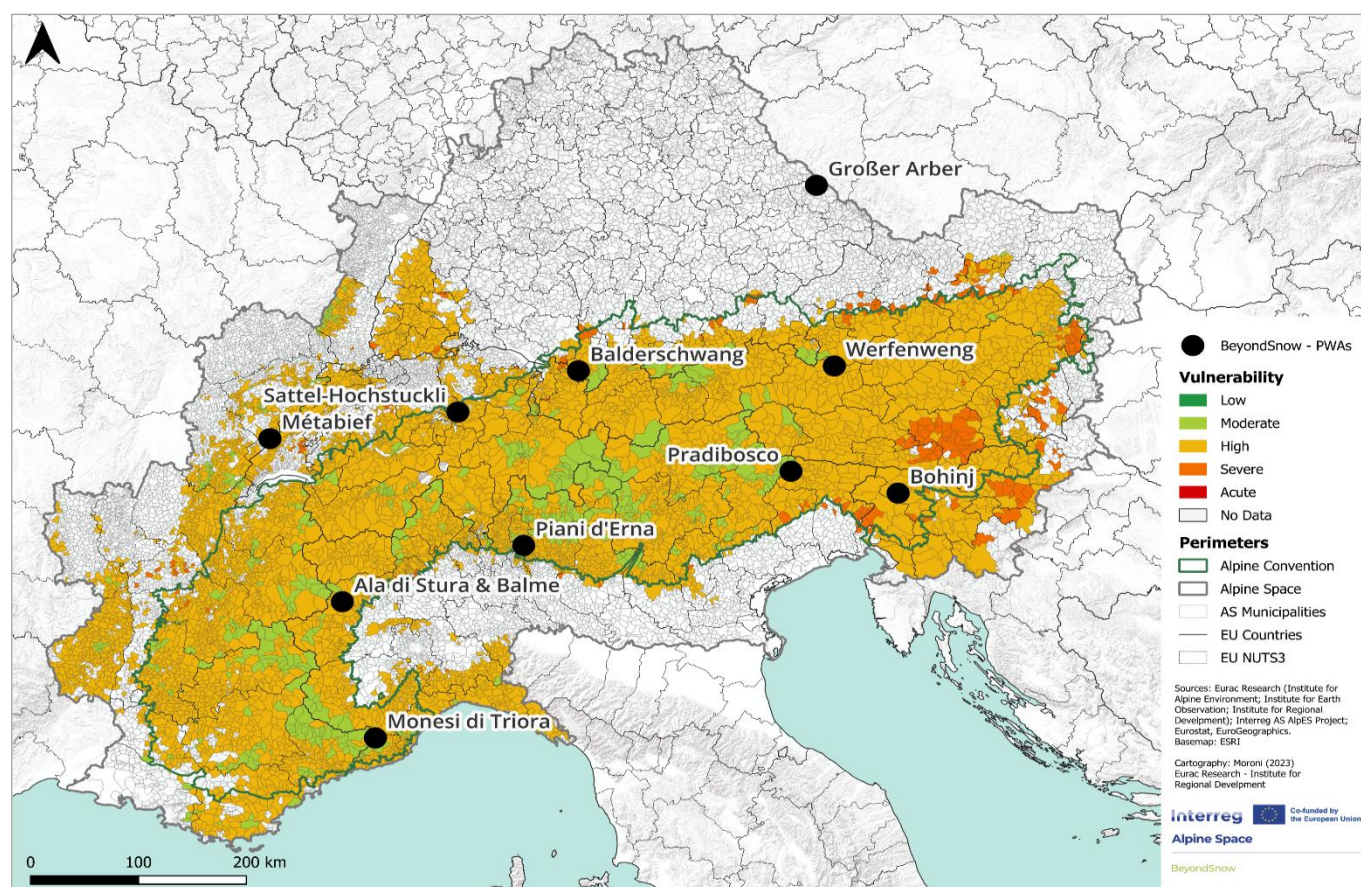 Großer Arber
Balderschwang
Werfenweng
Sattel-Hochstuckli
Métabief
Pradibosco
Bohinj
Piani d'Erna
Ala di Stura & Balme
Monesi di Triora
0 100 200 km
BeyondSnow - PWAs
Vulnerability
Low
Moderate
High
Severe
Acute
No Data
Perimeters
Alpine Convention
Alpine Space
AS Municipalities
EU Countries
EU NUTS3
Sources: Eurac Research (Institute for
Alpine Environment; Institute for Earth
Observation; Institute for Regional
Develpment); Interreg AS AlpES Project;
Eurostat, EuroGeographics.
Basemap: ESRI
Cartography: Moroni (2023)
Eurac Research - Institute for
Regional Develpment
Interreg
Co-funded by
the European Union
Alpine Space
BeyondSnow